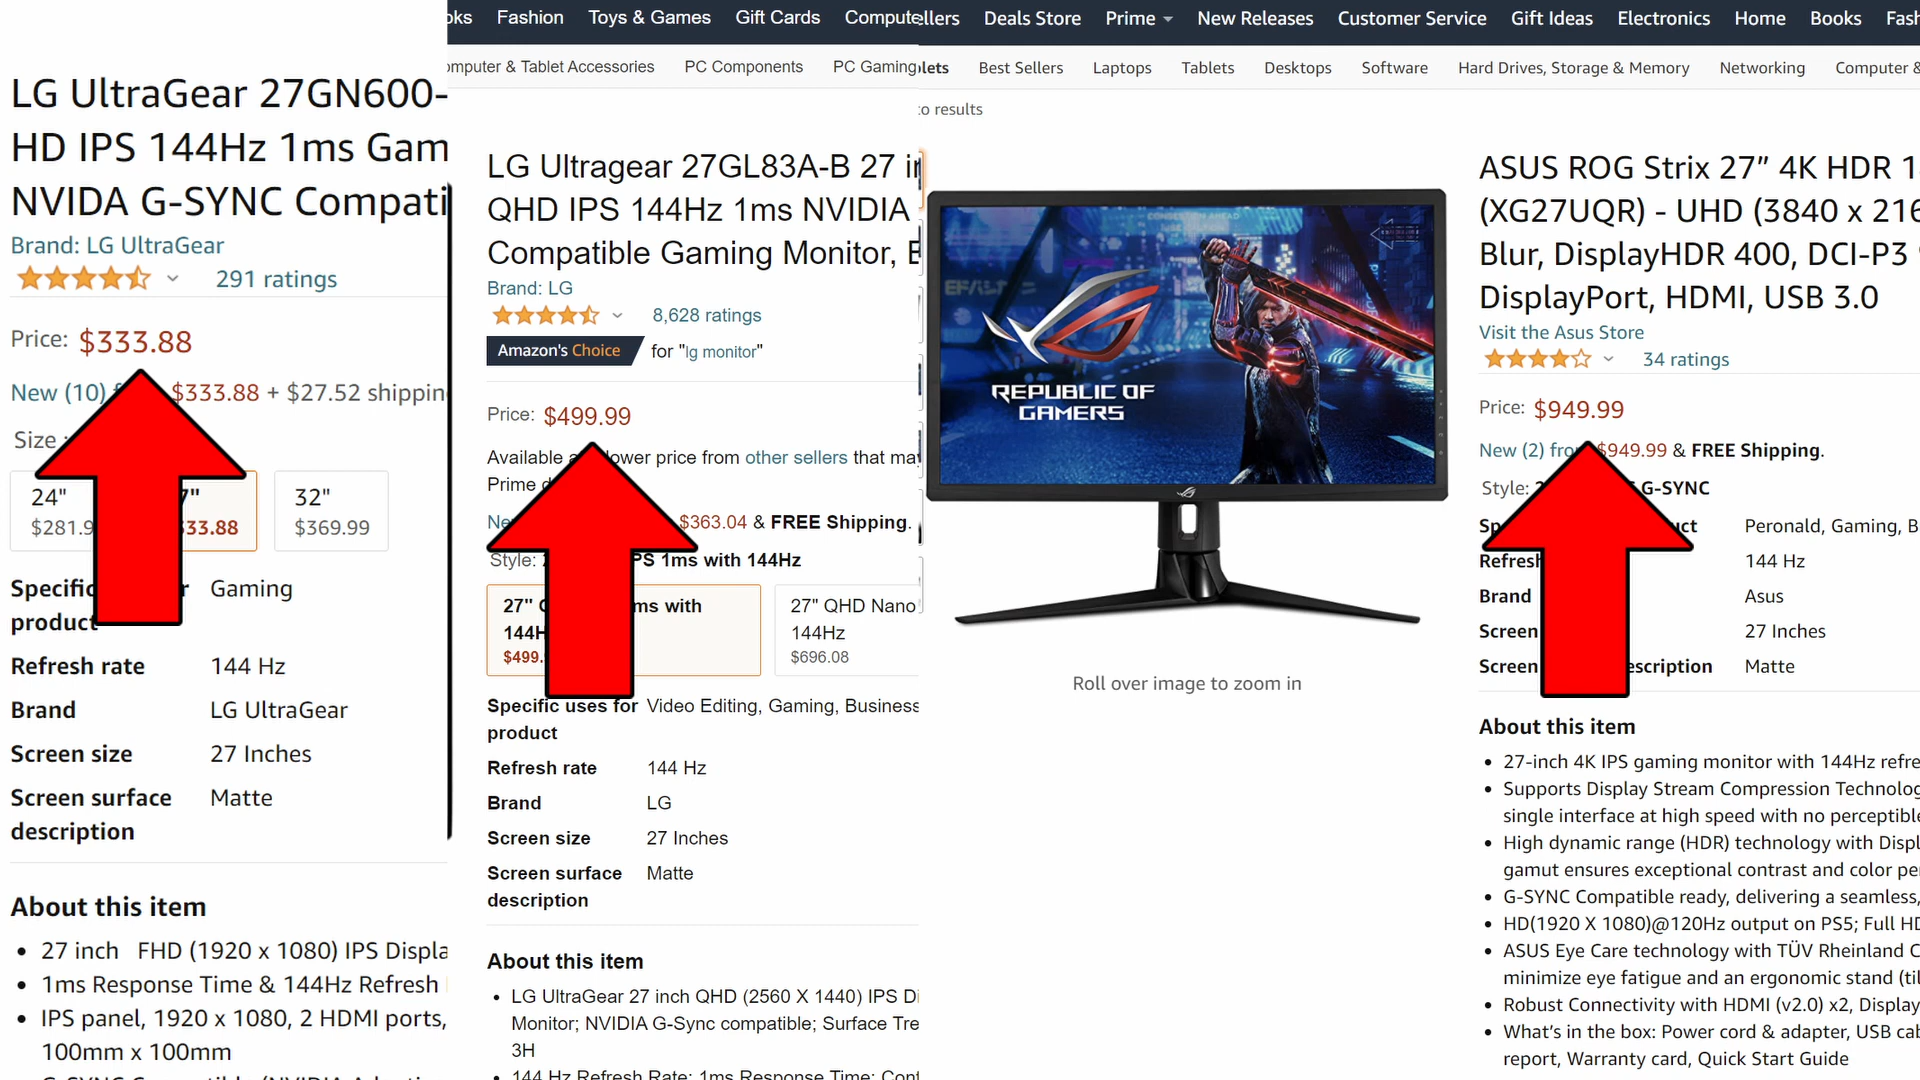 Fashion Toys & Games Gift Cards
Deals Store Prime New Releases Customer Service Gift Ideas Electronics Home Books
& Tablet Accessories PC Components PC Gaming
Best Sellers Laptops Tablets Desktops Software Hard Drives, Storage & Memory Networking Computer &
to results
LG UltraGear 27GN600-
HD IPS 144Hz 1ms Gam
NVIDA G-SYNC Compati
Brand: LG UltraGear
291 ratings
Price: $333.88
New (10) $333.88 + $27.52 shipping
Size :
24" 7" 32"
$281.9 33.88 $369.99
Gaming
product
Refresh rate 144 Hz
Brand LG UltraGear
Screen size 27 Inches
Screen surface Matte
description
About this item
27 inch FHD (1920 x 1080) IPS Displa
1ms Response Time & 144Hz Refresh
IPS panel, 1920 x 1080, 2 HDMI ports,
100mm x 100mm
LG Ultragear 27GL83A-B 27 in
QHD IPS 144Hz 1ms NVIDIA
Compatible Gaming Monitor, B
Brand: LG
8,628 ratings
Amazon's Choice for "lg monitor"
Price: $499.99
Available lower price from other sellers that ma
Prime
$363.04 & FREE Shipping.
Style: PS 1ms with 144Hz
27" ms with 27" QHD Nano
144H 144Hz
$499. $696.08
Specific uses for Video Editing, Gaming, Business
product
Refresh rate 144 Hz
Brand LG
Screen size 27 Inches
Screen surface Matte
description
About this item
LG UltraGear 27 inch QHD (2560 X 1440) IPS Di
Monitor; NVIDIA G-Sync compatible; Surface Tre
3H
144 Hz Refresh Rate; 1ms Response Time;
REPUBLIC OF
GAMERS
Roll over image to zoom in
ASUS ROG Strix 27” 4K HDR 1
(XG27UQR) - UHD (3840 x 216
Blur, DisplayHDR 400, DCI-P3
DisplayPort, HDMI, USB 3.0
Visit the Asus Store
34 ratings
Price: $949.99
New (2) from $949.99 & FREE Shipping.
Style: G-SYNC
Peronald, Gaming, B
Refresh 144 Hz
Brand Asus
Screen 27 Inches
Screen description Matte
About this item
27-inch 4K IPS gaming monitor with 144Hz refre
Supports Display Stream Compression Technolog
single interface at high speed with no perceptible
High dynamic range (HDR) technology with Displ
gamut ensures exceptional contrast and color pe
G-SYNC Compatible ready, delivering a seamless,
HD(1920 X 1080)@120Hz output on PS5; Full HD
ASUS Eye Care technology with TÜV Rheinland C
minimize eye fatigue and an ergonomic stand (til
Robust Connectivity with HDMI (v2.0) x2, Display
What’s in the box: Power cord & adapter, USB cab
report, Warranty card, Quick Start Guide